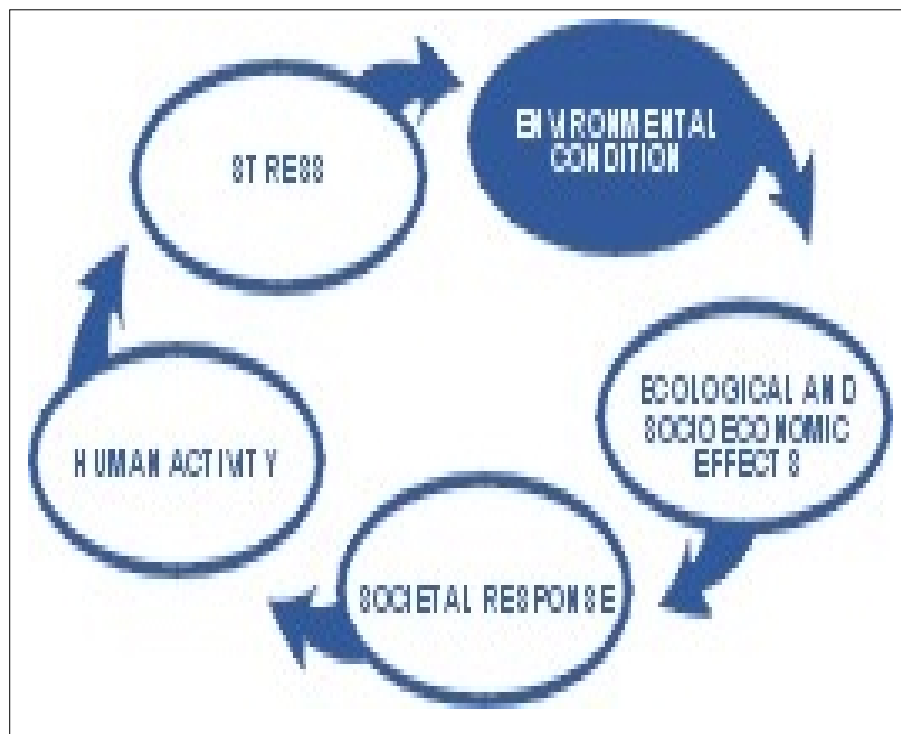 STRESS
ENVIRONMENTAL
CONDITION
ECOLOGICAL AND
SOCIO ECONOMIC
EFFECTS
SOCIETAL RESPONSE
HUMAN ACTIVITY